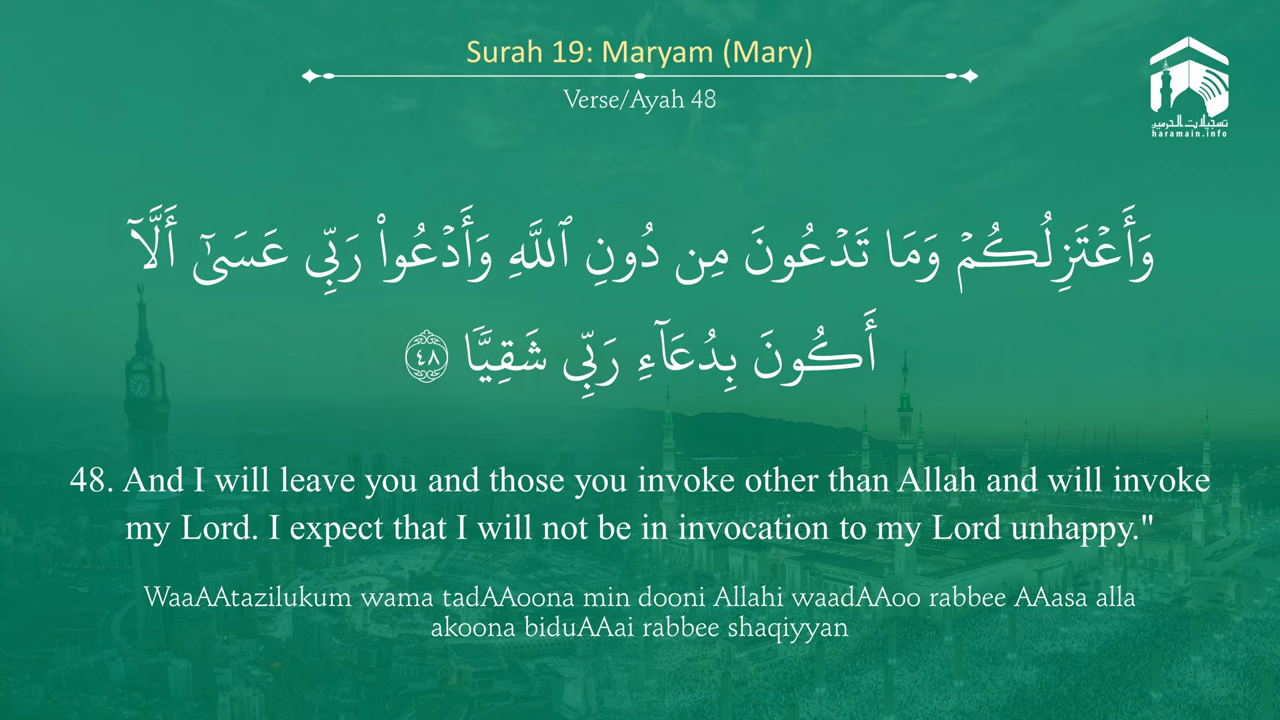 Surah 19: Maryam (Mary)
Verse/Ayah 48
تسجيلات الحرمين
haramain.info
وَأَعْتَزِلُكُمْ وَمَا تَدْعُونَ مِن دُونِ ٱللَّهِ وَأَدْعُوا۟ رَبِّى عَسَىٰٓ أَلَّآ
أَكُونَ بِدُعَآءِ رَبِّى شَقِيًّا ٤٨
48. And I will leave you and those you invoke other than Allah and will invoke
my Lord. I expect that I will not be in invocation to my Lord unhappy."
WaaAAtazilukum wama tadAAoona min dooni Allahi waadAAoo rabbee AAasa alla
akoona biduAAai rabbee shaqiyyan